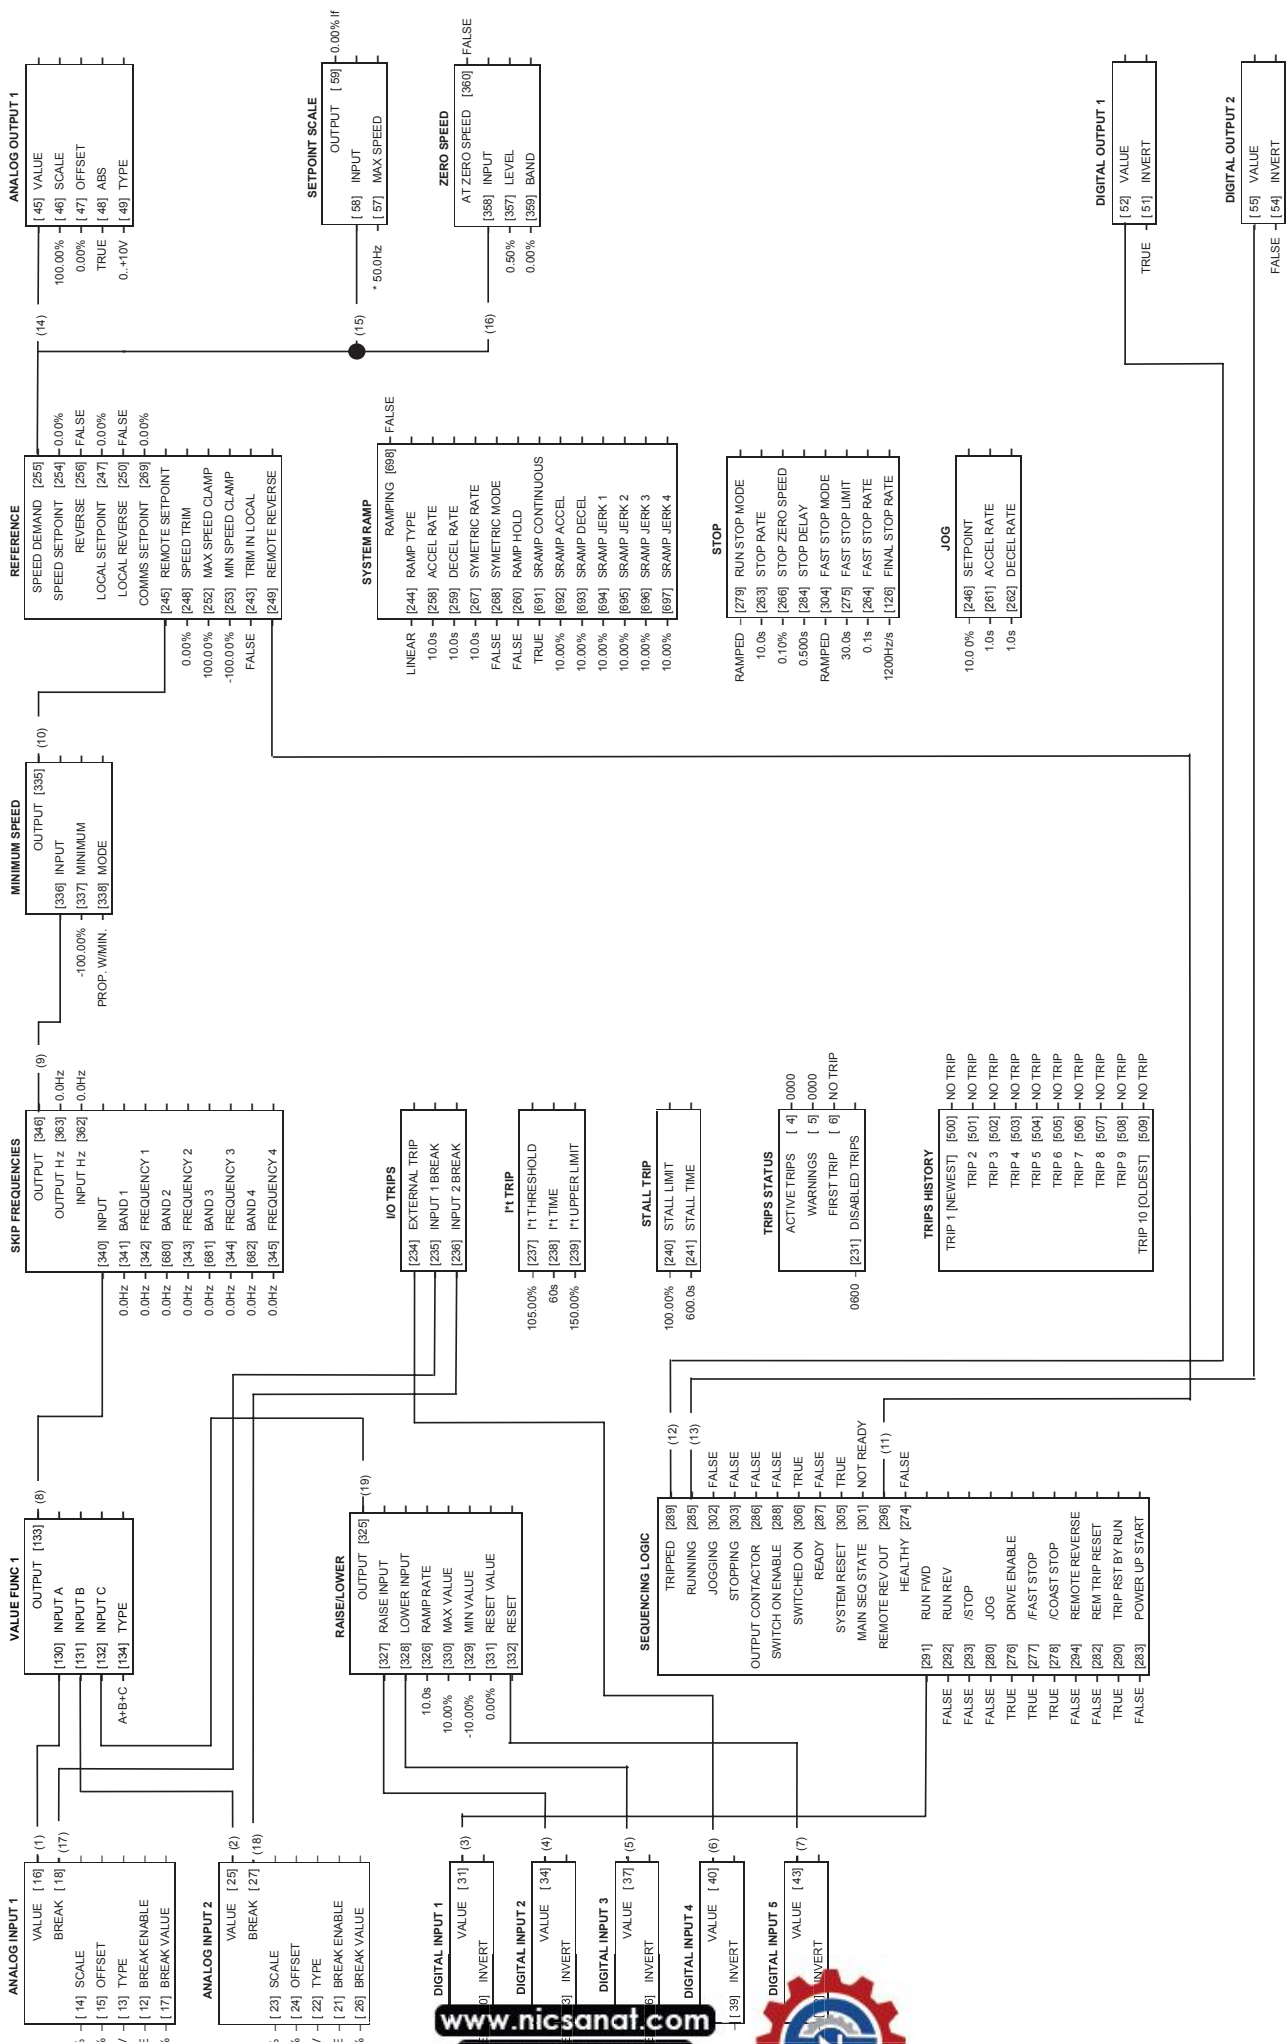 ANALOG INPUT 1
VALUE [ 16] (1)
BREAK [ 18] (17)
[ 14] SCALE
[ 15] OFFSET
[ 13] TYPE
[ 12] BREAK ENABLE
[ 17] BREAK VALUE
ANALOG INPUT 2
VALUE [ 25] (2)
BREAK [ 27] (18)
[ 23] SCALE
[ 24] OFFSET
[ 22] TYPE
[ 21] BREAK ENABLE
[ 26] BREAK VALUE
DIGITAL INPUT 1
VALUE [ 31] (3)
INVERT
DIGITAL INPUT 2
VALUE [ 34] (4)
INVERT
DIGITAL INPUT 3
VALUE [ 37] (5)
INVERT
DIGITAL INPUT 4
VALUE [ 40] (6)
[ 39] INVERT
DIGITAL INPUT 5
VALUE [ 43] (7)
INVERT
VALUE FUNC 1
OUTPUT [133] (8)
[130] INPUT A
[131] INPUT B
[132] INPUT C
A+B+C [134] TYPE
RAISE/LOWER
OUTPUT [325] (19)
[327] RAISE INPUT
[328] LOWER INPUT
10.0s [326] RAMP RATE
10.00% [330] MAX VALUE
-10.00% [329] MIN VALUE
0.00% [331] RESET VALUE
[332] RESET
SEQUENCING LOGIC
TRIPPED [289] (12)
RUNNING [285] (13)
JOGGING [302] FALSE
STOPPING [303] FALSE
OUTPUT CONTACTOR [286] FALSE
SWITCH ON ENABLE [288] FALSE
SWITCHED ON [306] TRUE
READY [287] FALSE
SYSTEM RESET [305] TRUE
MAIN SEQ STATE [301] NOT READY
REMOTE REV OUT [296] (11)
HEALTHY [274] FALSE
[291] RUN FWD
FALSE [292] RUN REV
FALSE [293] /STOP
FALSE [280] JOG
TRUE [276] DRIVE ENABLE
TRUE [277] /FAST STOP
TRUE [278] /COAST STOP
FALSE [294] REMOTE REVERSE
FALSE [282] REM TRIP RESET
TRUE [290] TRIP RST BY RUN
FALSE [283] POWER UP START
SKIP FREQUENCIES
OUTPUT [346] (9)
OUTPUT Hz [363] 0.0Hz
INPUT Hz [362] 0.0Hz
[340] INPUT
0.0Hz [341] BAND 1
0.0Hz [342] FREQUENCY 1
0.0Hz [680] BAND 2
0.0Hz [343] FREQUENCY 2
0.0Hz [681] BAND 3
0.0Hz [344] FREQUENCY 3
0.0Hz [682] BAND 4
0.0Hz [345] FREQUENCY 4
I/O TRIPS
[234] EXTERNAL TRIP
[235] INPUT 1 BREAK
[236] INPUT 2 BREAK
I*t TRIP
105.00% [237] I*t THRESHOLD
60s [238] I*t TIME
150.00% [239] I*t UPPER LIMIT
STALL TRIP
100.00% [240] STALL LIMIT
600.0s [241] STALL TIME
TRIPS STATUS
ACTIVE TRIPS [ 4] 0000
WARNINGS [ 5] 0000
FIRST TRIP [ 6] NO TRIP
0600 [231] DISABLED TRIPS
TRIPS HISTORY
TRIP 1 [NEWEST] [500] NO TRIP
TRIP 2 [501] NO TRIP
TRIP 3 [502] NO TRIP
TRIP 4 [503] NO TRIP
TRIP 5 [504] NO TRIP
TRIP 6 [505] NO TRIP
TRIP 7 [506] NO TRIP
TRIP 8 [507] NO TRIP
TRIP 9 [508] NO TRIP
TRIP 10 [OLDEST] [509] NO TRIP
MINIMUM SPEED
OUTPUT [335] (10)
[336] INPUT
-100.00% [337] MINIMUM
PROP. W/MIN. [338] MODE
REFERENCE
SPEED DEMAND [255]
SPEED SETPOINT [254] 0.00%
REVERSE [256] FALSE
LOCAL SETPOINT [247] 0.00%
LOCAL REVERSE [250] FALSE
COMMS SETPOINT [269] 0.00%
[245] REMOTE SETPOINT
0.00% [248] SPEED TRIM
100.00% [252] MAX SPEED CLAMP
-100.00% [253] MIN SPEED CLAMP
FALSE [243] TRIM IN LOCAL
[249] REMOTE REVERSE
SYSTEM RAMP
RAMPING [698] FALSE
LINEAR [244] RAMP TYPE
10.0s [258] ACCEL RATE
10.0s [259] DECEL RATE
10.0s [267] SYMETRIC RATE
FALSE [268] SYMETRIC MODE
FALSE [260] RAMP HOLD
TRUE [691] SRAMP CONTINUOUS
10.00% [692] SRAMP ACCEL
10.00% [693] SRAMP DECEL
10.00% [694] SRAMP JERK 1
10.00% [695] SRAMP JERK 2
10.00% [696] SRAMP JERK 3
10.00% [697] SRAMP JERK 4
STOP
RAMPED [279] RUN STOP MODE
10.0s [263] STOP RATE
0.10% [266] STOP ZERO SPEED
0.500s [284] STOP DELAY
RAMPED [304] FAST STOP MODE
30.0s [275] FAST STOP LIMIT
0.1s [264] FAST STOP RATE
1200Hz/s [126] FINAL STOP RATE
JOG
10.0 0% [246] SETPOINT
1.0s [261] ACCEL RATE
1.0s [262] DECEL RATE
ANALOG OUTPUT 1
(14) [ 45] VALUE
100.00% [ 46] SCALE
0.00% [ 47] OFFSET
TRUE [ 48] ABS
0..+10V [ 49] TYPE
SETPOINT SCALE
OUTPUT [ 59] 0.00% lf
(15) [ 58] INPUT
* 50.0Hz [ 57] MAX SPEED
ZERO SPEED
AT ZERO SPEED [360] FALSE
(16) [358] INPUT
0.50% [357] LEVEL
0.00% [359] BAND
DIGITAL OUTPUT 1
[ 52] VALUE
TRUE [ 51] INVERT
DIGITAL OUTPUT 2
[ 55] VALUE
FALSE [ 54] INVERT
www.nicsanat.com